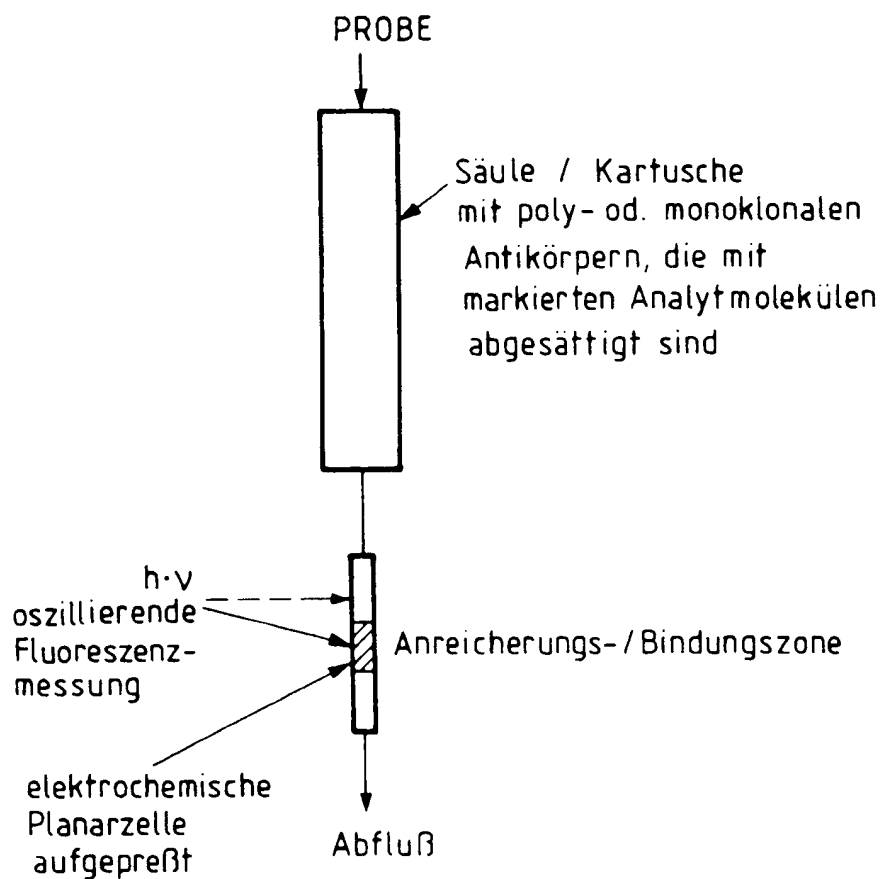 PROBE
Säule / Kartusche
mit poly- od. monoklonalen
Antikörpern, die mit
markierten Analytmolekülen
abgesättigt sind
h·ν
oszillierende
Fluoreszenz-
messung
Anreicherungs-/Bindungszone
elektrochemische
Planarzelle
aufgepreßt
Abfluß